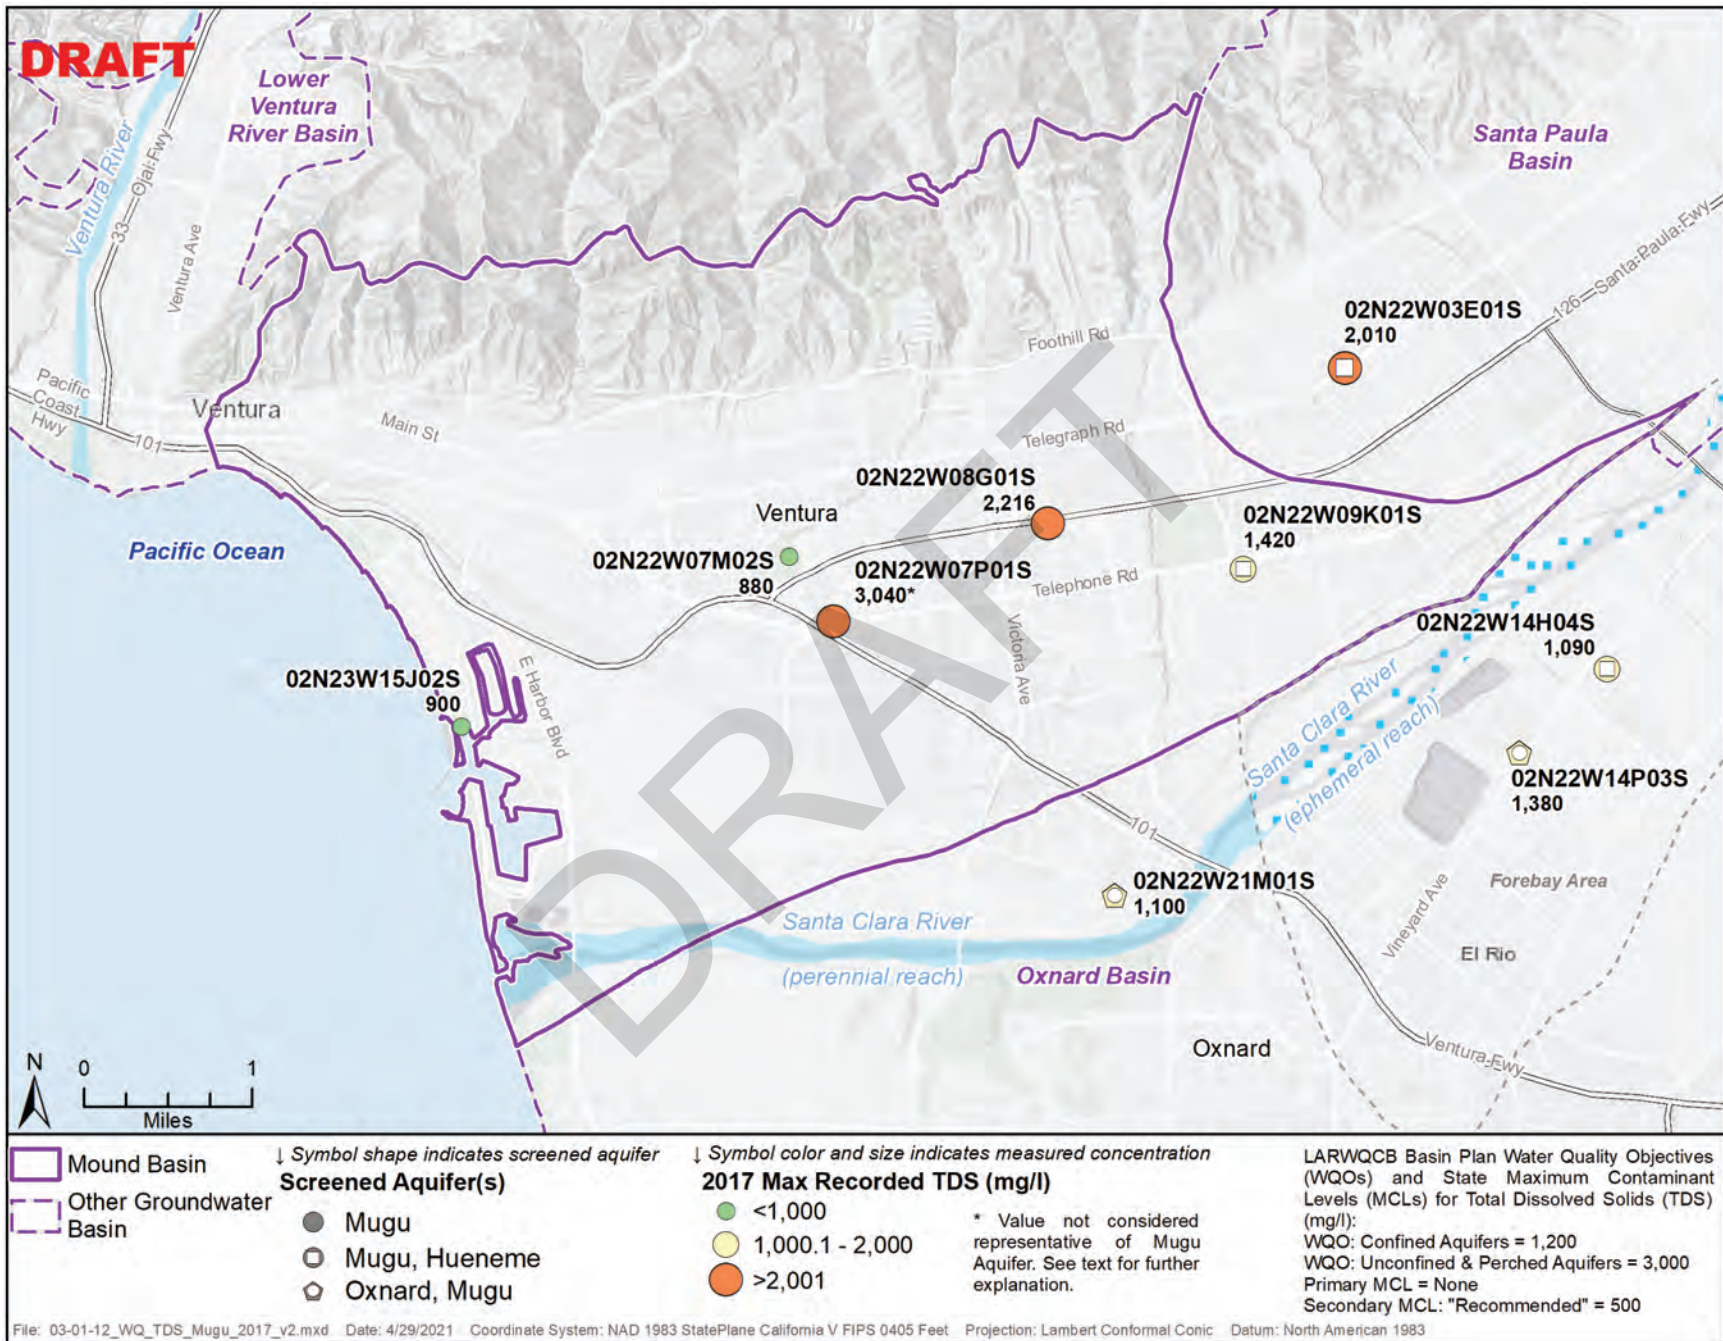 DRAFT
Lower
Ventura
River Basin
Santa Paula
Basin
Ventura River
33
Ojai Fwy
Ventura Ave
126
Santa Paula Fwy
02N22W03E01S
2,010
Foothill Rd
Pacific
Coast
Hwy
Ventura
101
Main St
Telegraph Rd
02N22W08G01S
2,216
Ventura
02N22W09K01S
1,420
Pacific Ocean
02N22W07M02S
880
02N22W07P01S
3,040*
Telephone Rd
Victoria Ave
02N22W14H04S
1,090
02N23W15J02S
900
E Harbor Blvd
Santa Clara River
(ephemeral reach)
02N22W14P03S
1,380
101
02N22W21M01S
1,100
Forebay Area
Vineyard Ave
Santa Clara River
(perennial reach)
Oxnard Basin
El Rio
Oxnard
Ventura Fwy
DRAFT
N
0 1
Miles
Mound Basin
Other Groundwater
Basin
↓ Symbol shape indicates screened aquifer
Screened Aquifer(s)
Mugu
Mugu, Hueneme
Oxnard, Mugu
↓ Symbol color and size indicates measured concentration
2017 Max Recorded TDS (mg/l)
<1,000
1,000.1 - 2,000
>2,001
* Value not considered
representative of Mugu
Aquifer. See text for further
explanation.
LARWQCB Basin Plan Water Quality Objectives
(WQOs) and State Maximum Contaminant
Levels (MCLs) for Total Dissolved Solids (TDS)
(mg/l):
WQO: Confined Aquifers = 1,200
WQO: Unconfined & Perched Aquifers = 3,000
Primary MCL = None
Secondary MCL: "Recommended" = 500
File: 03-01-12_WQ_TDS_Mugu_2017_v2.mxd Date: 4/29/2021 Coordinate System: NAD 1983 StatePlane California V FIPS 0405 Feet Projection: Lambert Conformal Conic Datum: North American 1983